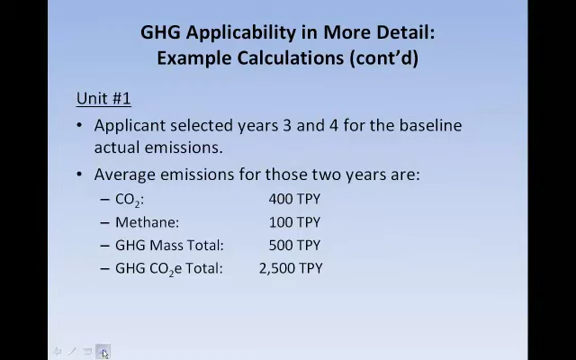 GHG Applicability in More Detail:
Example Calculations (cont'd)
Unit #1
• Applicant selected years 3 and 4 for the baseline
actual emissions.
• Average emissions for those two years are:
– CO₂: 400 TPY
– Methane: 100 TPY
– GHG Mass Total: 500 TPY
– GHG CO₂e Total: 2,500 TPY